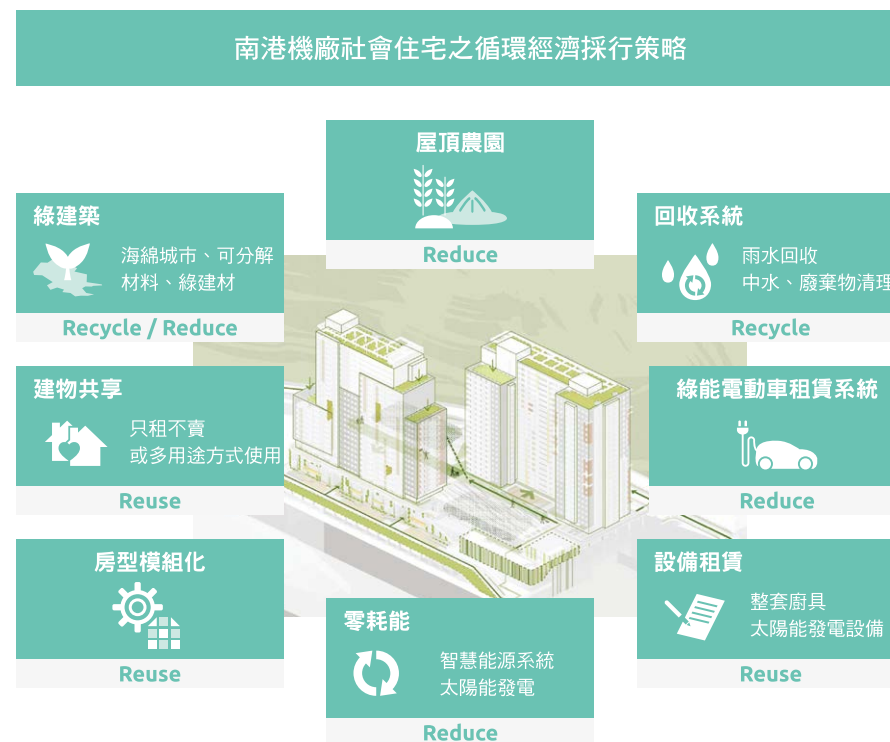 南港機廠社會住宅之循環經濟採行策略
屋頂農園
Reduce
綠建築
海綿城市、可分解
材料、綠建材
Recycle / Reduce
回收系統
雨水回收
中水、廢棄物清理
Recycle
建物共享
只租不賣
或多用途方式使用
Reuse
綠能電動車租賃系統
Reduce
房型模組化
Reuse
零耗能
智慧能源系統
太陽能發電
Reduce
設備租賃
整套廚具
太陽能發電設備
Reuse